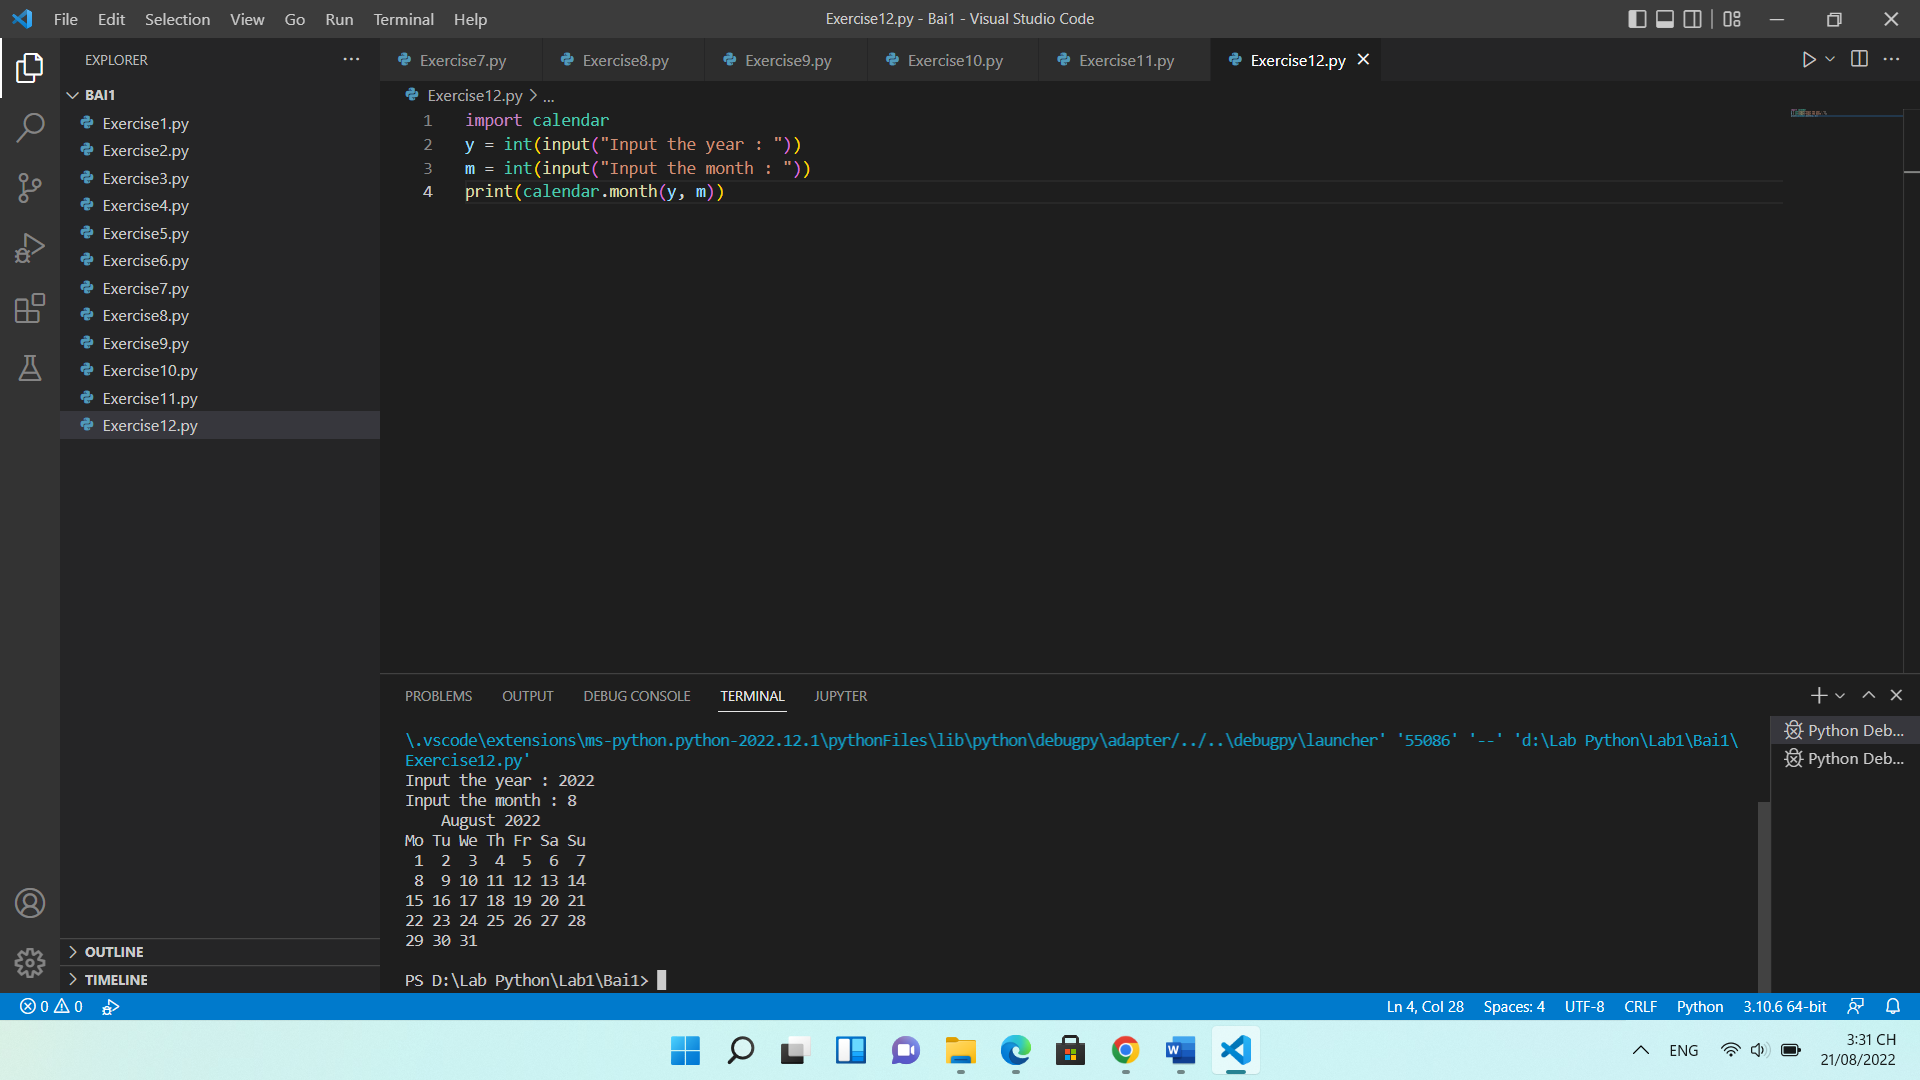 File Edit Selection View Go Run Terminal Help
Exercise12.py - Bai1 - Visual Studio Code
EXPLORER
BAI1
Exercise1.py
Exercise2.py
Exercise3.py
Exercise4.py
Exercise5.py
Exercise6.py
Exercise7.py
Exercise8.py
Exercise9.py
Exercise10.py
Exercise11.py
Exercise12.py
OUTLINE
TIMELINE
Exercise7.py Exercise8.py Exercise9.py Exercise10.py Exercise11.py Exercise12.py
Exercise12.py > ...
1 import calendar
2 y = int(input("Input the year : "))
3 m = int(input("Input the month : "))
4 print(calendar.month(y, m))
PROBLEMS OUTPUT DEBUG CONSOLE TERMINAL JUPYTER
\.vscode\extensions\ms-python.python-2022.12.1\pythonFiles\lib\python\debugpy\adapter/../..\debugpy\launcher' '55086' '--' 'd:\Lab Python\Lab1\Bai1\
Exercise12.py'
Input the year : 2022
Input the month : 8
    August 2022
Mo Tu We Th Fr Sa Su
 1  2  3  4  5  6  7
 8  9 10 11 12 13 14
15 16 17 18 19 20 21
22 23 24 25 26 27 28
29 30 31
PS D:\Lab Python\Lab1\Bai1>
Python Deb...
Python Deb...
0 0
Ln 4, Col 28 Spaces: 4 UTF-8 CRLF Python 3.10.6 64-bit
ENG
3:31 CH
21/08/2022